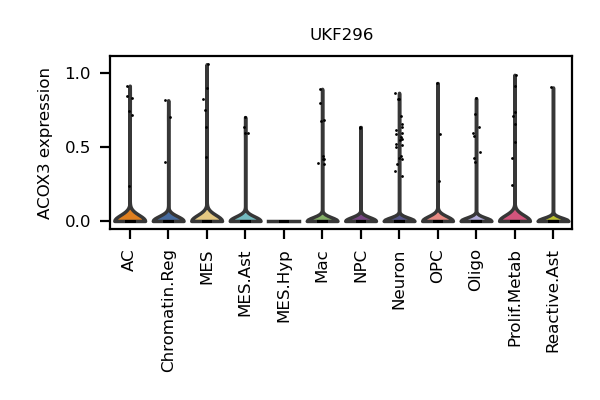 UKF296
ACOX3 expression
1.0
0.5
0.0
AC
Chromatin.Reg
MES
MES.Ast
MES.Hyp
Mac
NPC
Neuron
OPC
Oligo
Prolif.Metab
Reactive.Ast